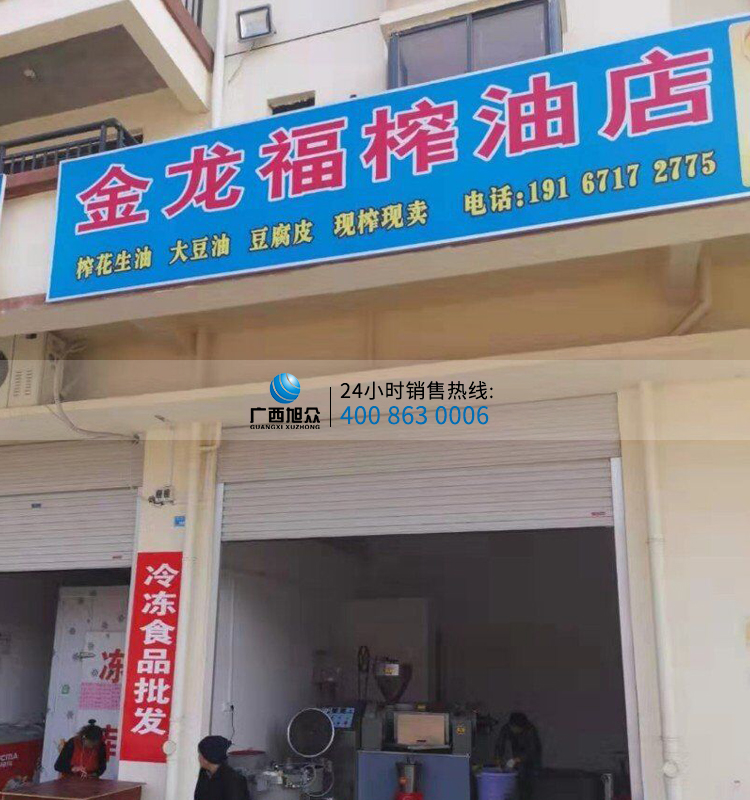 金龙福榨油店
榨花生油 大豆油 豆腐皮 现榨现卖 电话:191 6717 2775
广西旭众
GUANGXI XUZHONG
24小时销售热线:
400 863 0006
冷冻食品批发
冻